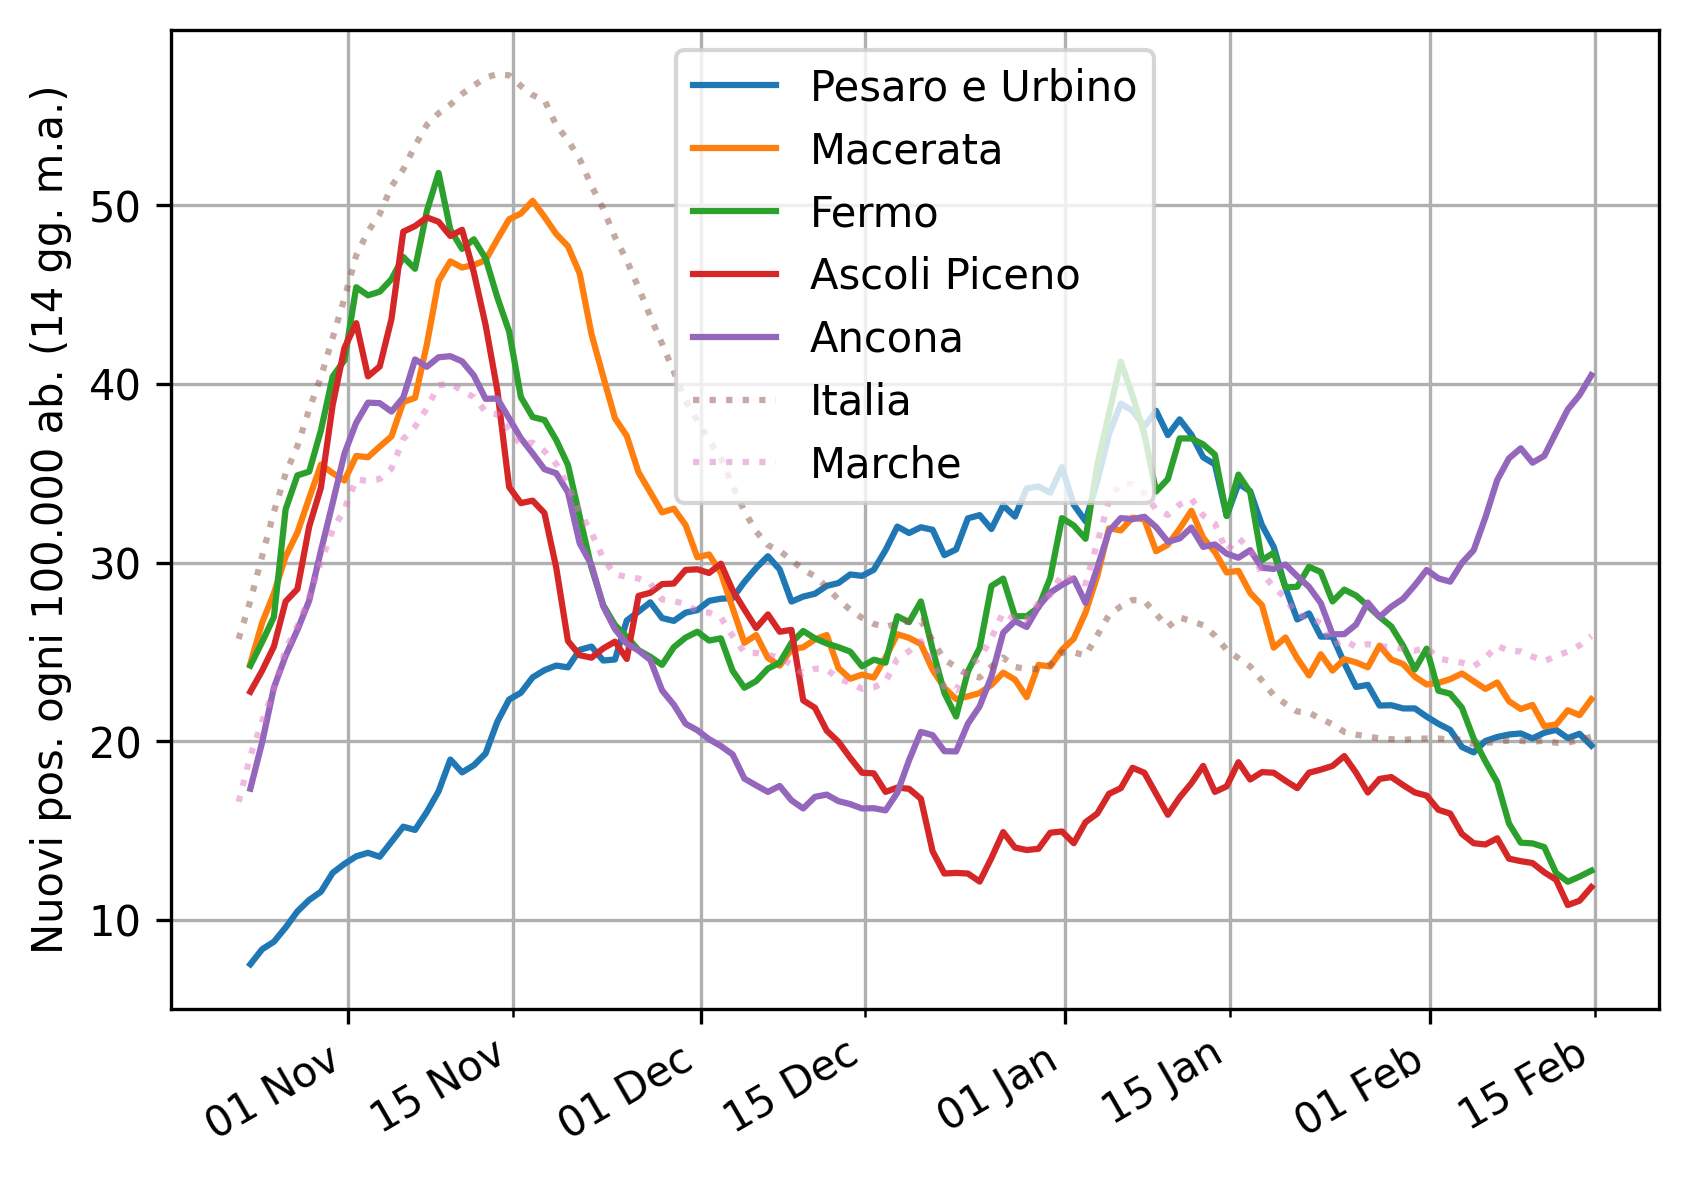 Nuovi pos. ogni 100.000 ab. (14 gg. m.a.)
50
40
30
20
10
Pesaro e Urbino
Macerata
Fermo
Ascoli Piceno
Ancona
Italia
Marche
01 Nov
15 Nov
01 Dec
15 Dec
01 Jan
15 Jan
01 Feb
15 Feb